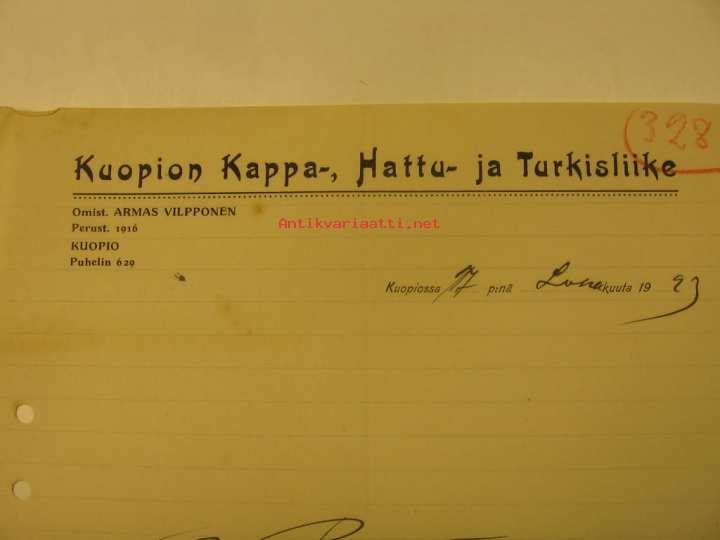 (328
Kuopion Kappa-, Hattu- ja Turkisliike
Omist. ARMAS VILPPONEN
Perust. 1916
KUOPIO
Puhelin 629
Antikvariaatti.net
Kuopiossa 17 p:nä Lokakuuta 1923